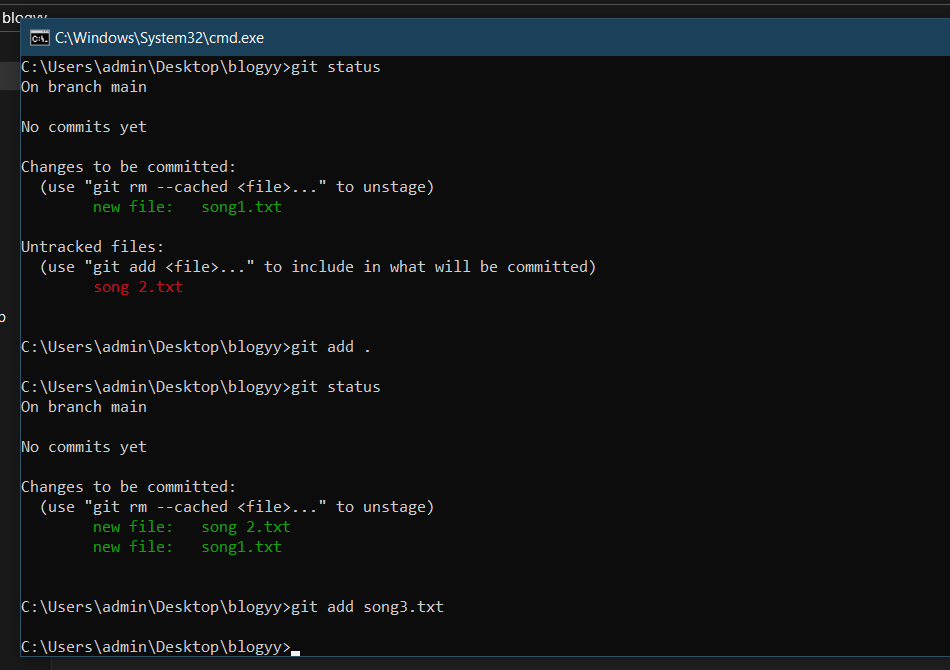 blogyy
C:\Windows\System32\cmd.exe
C:\Users\admin\Desktop\blogyy>git status
On branch main
No commits yet
Changes to be committed:
  (use "git rm --cached <file>..." to unstage)
        new file:   song1.txt
Untracked files:
  (use "git add <file>..." to include in what will be committed)
        song 2.txt
C:\Users\admin\Desktop\blogyy>git add .
C:\Users\admin\Desktop\blogyy>git status
On branch main
No commits yet
Changes to be committed:
  (use "git rm --cached <file>..." to unstage)
        new file:   song 2.txt
        new file:   song1.txt
C:\Users\admin\Desktop\blogyy>git add song3.txt
C:\Users\admin\Desktop\blogyy>